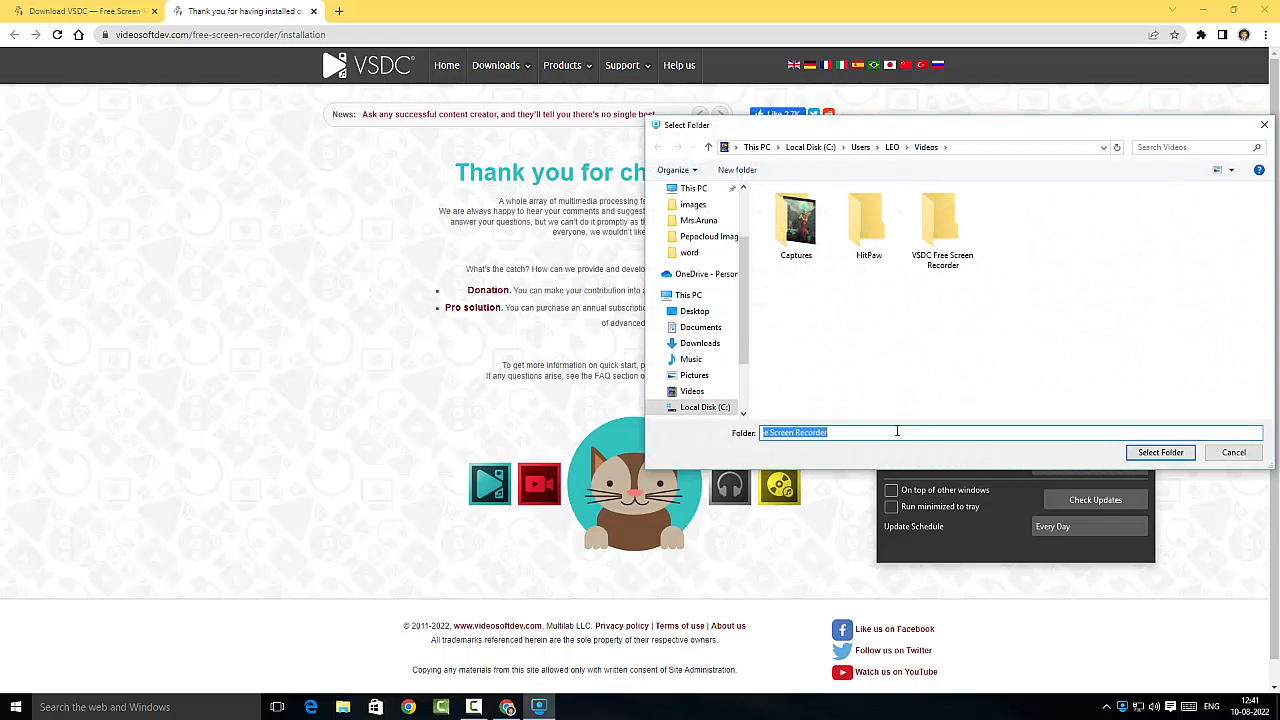 Download VSDC — Free Screen
Thank you for having installed
videosoftdev.com/free-screen-recorder/installation
VSDC
Home
Downloads
Products
Support
Help us
News: Ask any successful content creator, and they'll tell you there's no single best
Like 2.7K
Thank you for ch
A whole array of multimedia processing
We are always happy to hear your comments and
answer your questions, but we can't do it promptly as
everyone, we wouldn't
What's the catch? How can we provide and
Donation. You can make your contribution into
Pro solution. You can purchase an annual
of advanced
To get more information on quick start,
If any questions arise, see the FAQ section
Select Folder
This PC > Local Disk (C:) > Users > LEO > Videos >
Search Videos
Organize
New folder
This PC
images
Mrs.Aruna
Pepocloud Imag
word
OneDrive - Person
This PC
Desktop
Documents
Downloads
Music
Pictures
Videos
Local Disk (C:)
Captures
HitPaw
VSDC Free Screen
Recorder
Folder:
e Screen Recorder
Select Folder
Cancel
On top of other windows
Run minimized to tray
Check Updates
Update Schedule
Every Day
© 2011-2022, www.videosoftdev.com, Multilab LLC. Privacy policy | Terms of use | About us
All trademarks referenced herein are the sole property of their respective owners.
Copying any materials from this site allowed only with written consent of Site Administration.
Like us on Facebook
Follow us on Twitter
Watch us on YouTube
Search the web and Windows
ENG
12:41
10-08-2022